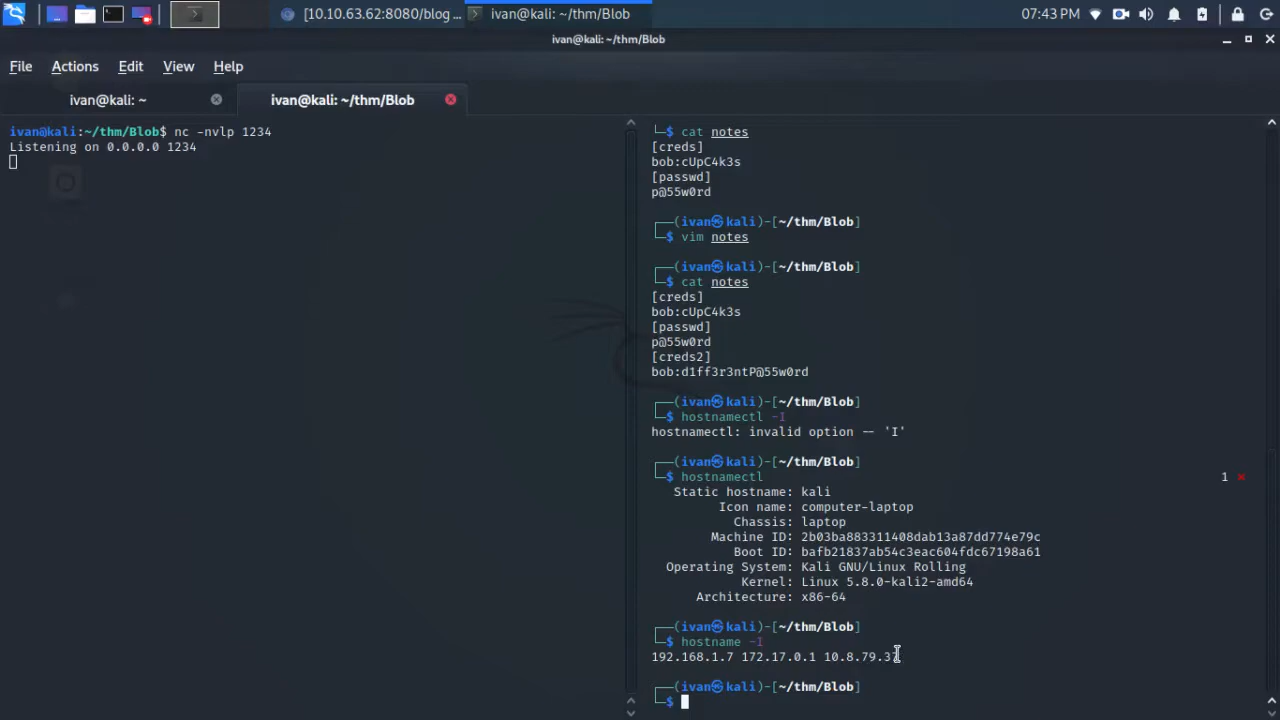 [10.10.63.62:8080/blog ...
ivan@kali: ~/thm/Blob
07:43 PM
ivan@kali: ~/thm/Blob
File Actions Edit View Help
ivan@kali: ~
ivan@kali: ~/thm/Blob
ivan@kali:~/thm/Blob$ nc -nvlp 1234
Listening on 0.0.0.0 1234
└─$ cat notes
[creds]
bob:cUpC4k3s
[passwd]
p@55w0rd
┌──(ivan㉿kali)-[~/thm/Blob]
└─$ vim notes
┌──(ivan㉿kali)-[~/thm/Blob]
└─$ cat notes
[creds]
bob:cUpC4k3s
[passwd]
p@55w0rd
[creds2]
bob:d1ff3r3ntP@55w0rd
┌──(ivan㉿kali)-[~/thm/Blob]
└─$ hostnamectl -I
hostnamectl: invalid option -- 'I'
┌──(ivan㉿kali)-[~/thm/Blob]
└─$ hostnamectl 1 ⨯
Static hostname: kali
Icon name: computer-laptop
Chassis: laptop
Machine ID: 2b03ba883311408dab13a87dd774e79c
Boot ID: bafb21837ab54c3eac604fdc67198a61
Operating System: Kali GNU/Linux Rolling
Kernel: Linux 5.8.0-kali2-amd64
Architecture: x86-64
┌──(ivan㉿kali)-[~/thm/Blob]
└─$ hostname -I
192.168.1.7 172.17.0.1
┌──(ivan㉿kali)-[~/thm/Blob]
└─$